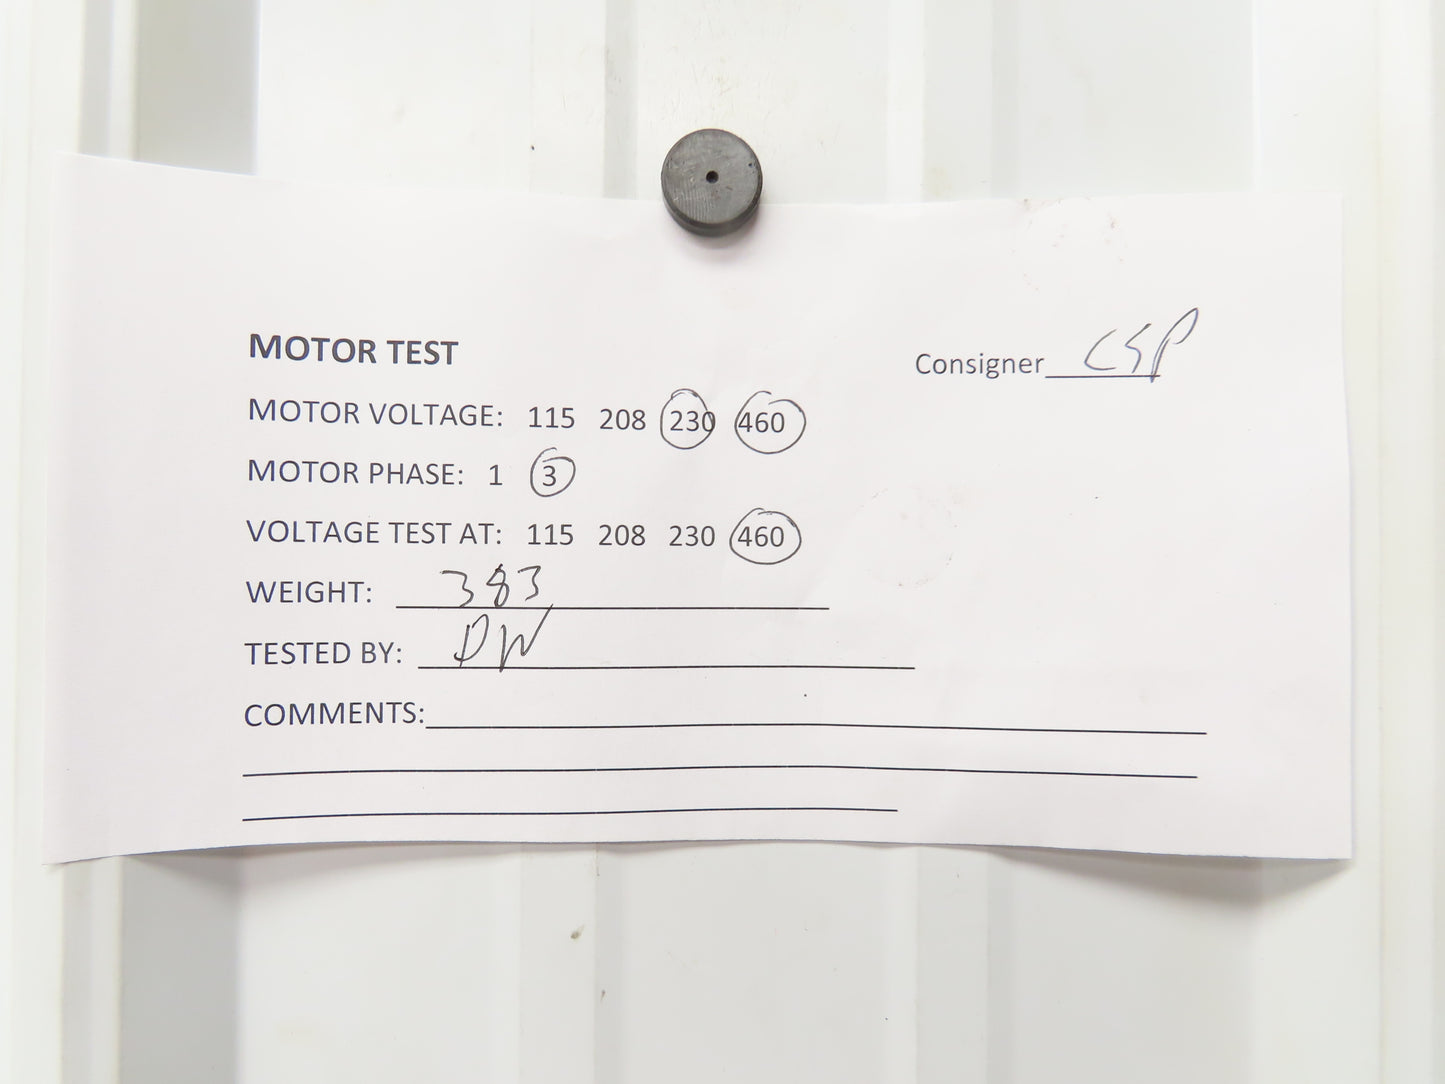 MOTOR TEST
Consigner CSP
MOTOR VOLTAGE: 115 208 230 460
MOTOR PHASE: 1 3
VOLTAGE TEST AT: 115 208 230 460
WEIGHT: 383
TESTED BY: DW
COMMENTS: